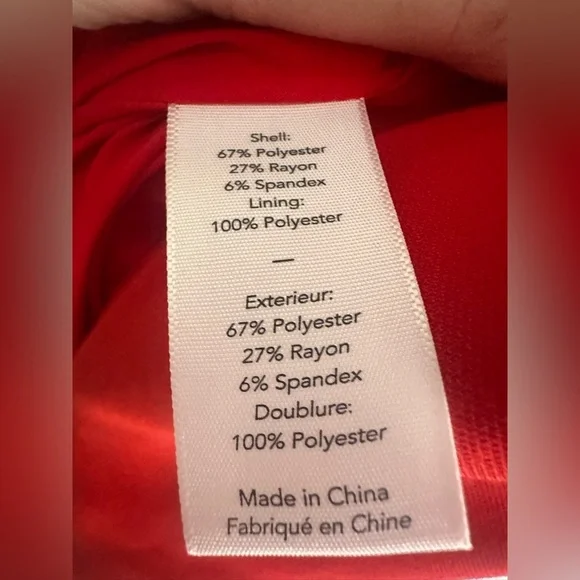 Shell:
67% Polyester
27% Rayon
6% Spandex
Lining:
100% Polyester
—
Exterieur:
67% Polyester
27% Rayon
6% Spandex
Doublure:
100% Polyester
Made in China
Fabriqué en Chine